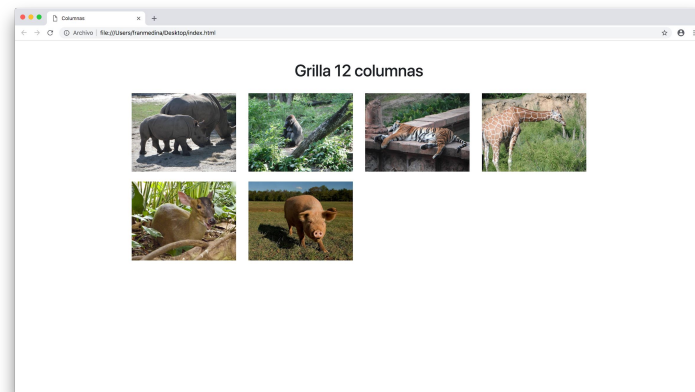 Columnas
Archivo | file:///Users/franmedina/Desktop/index.html
Grilla 12 columnas